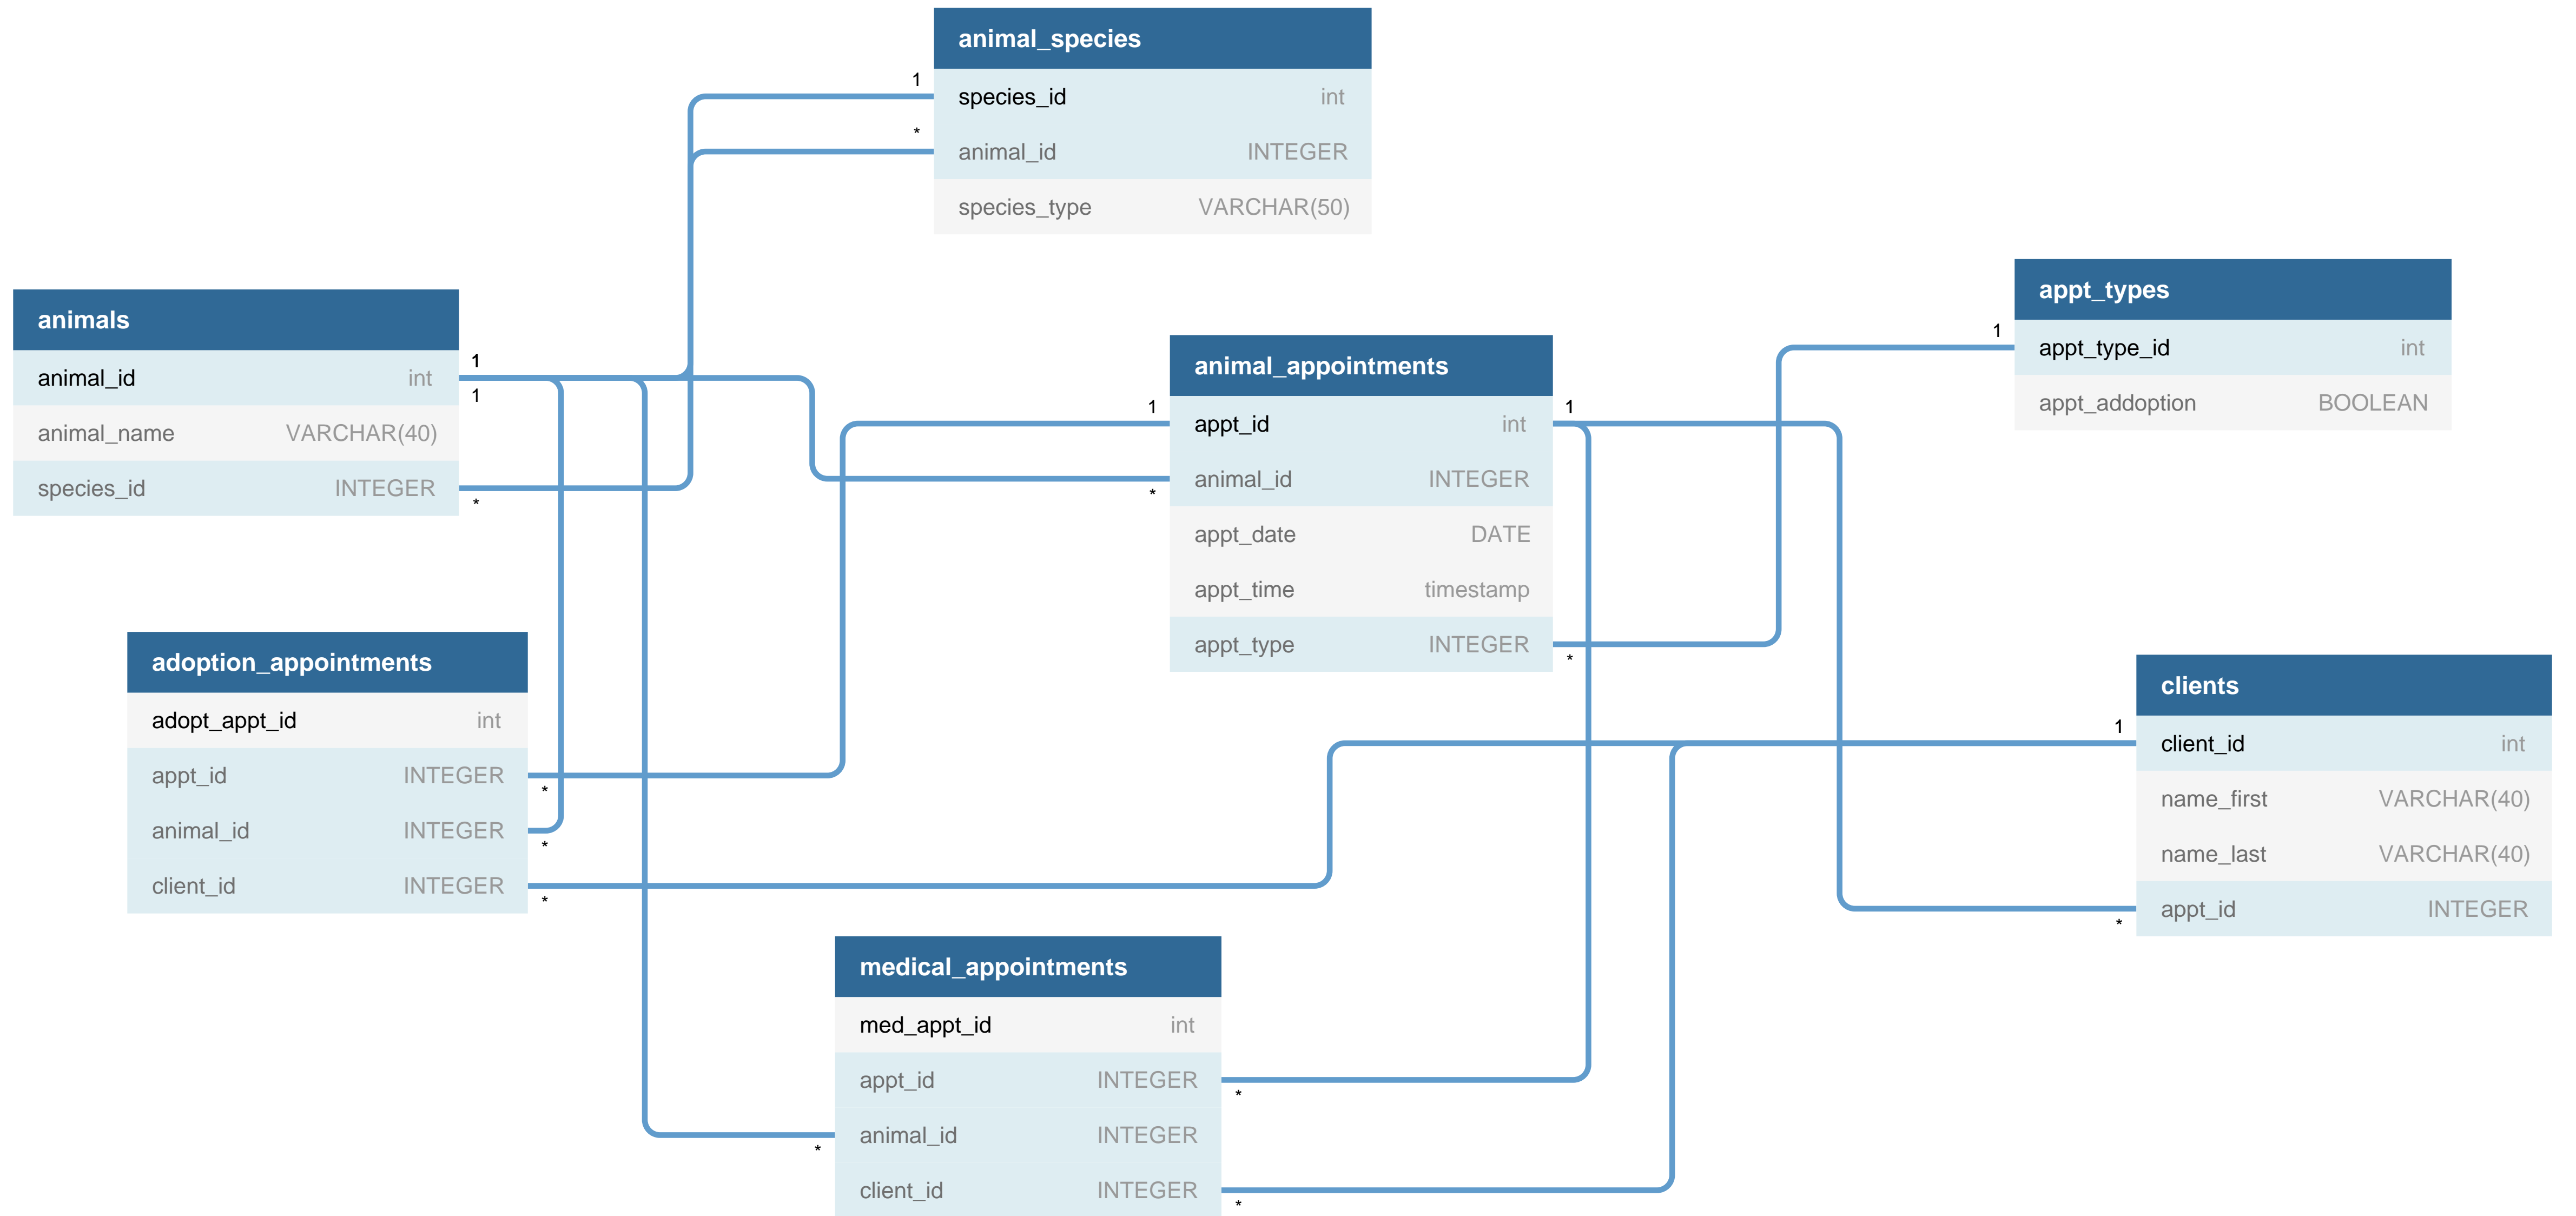 animal_species
species_id int
animal_id INTEGER
species_type VARCHAR(50)
1
*
animals
animal_id int
animal_name VARCHAR(40)
species_id INTEGER
1
1
*
animal_appointments
appt_id int
animal_id INTEGER
appt_date DATE
appt_time timestamp
appt_type INTEGER
1
*
1
*
appt_types
appt_type_id int
appt_addoption BOOLEAN
1
adoption_appointments
adopt_appt_id int
appt_id INTEGER
animal_id INTEGER
client_id INTEGER
*
*
*
clients
client_id int
name_first VARCHAR(40)
name_last VARCHAR(40)
appt_id INTEGER
1
*
medical_appointments
med_appt_id int
appt_id INTEGER
animal_id INTEGER
client_id INTEGER
*
*
*